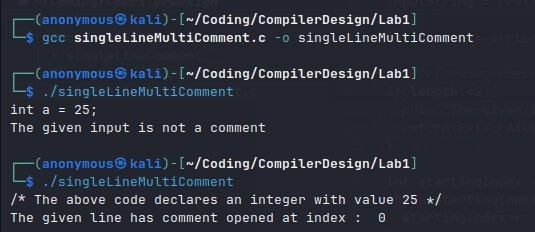 ┌──(anonymous㉿kali)-[~/Coding/CompilerDesign/Lab1]
└─$ gcc singleLineMultiComment.c -o singleLineMultiComment
┌──(anonymous㉿kali)-[~/Coding/CompilerDesign/Lab1]
└─$ ./singleLineMultiComment
int a = 25;
The given input is not a comment
┌──(anonymous㉿kali)-[~/Coding/CompilerDesign/Lab1]
└─$ ./singleLineMultiComment
/* The above code declares an integer with value 25 */
The given line has comment opened at index :  0